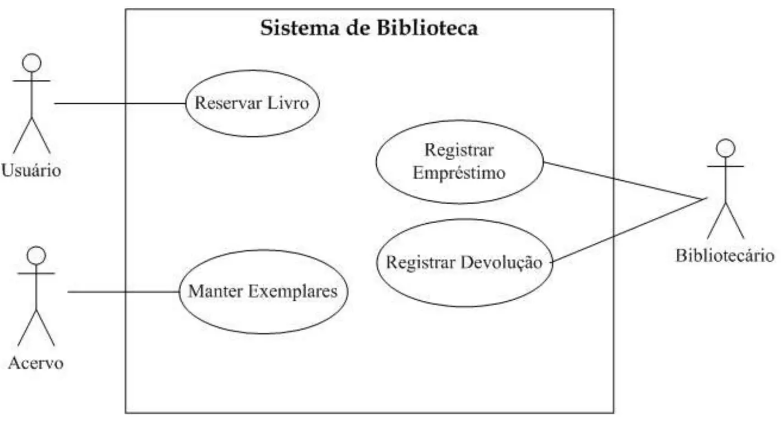 Sistema de Biblioteca
Reservar Livro
Usuário
Registrar
Empréstimo
Bibliotecário
Registrar Devolução
Manter Exemplares
Acervo